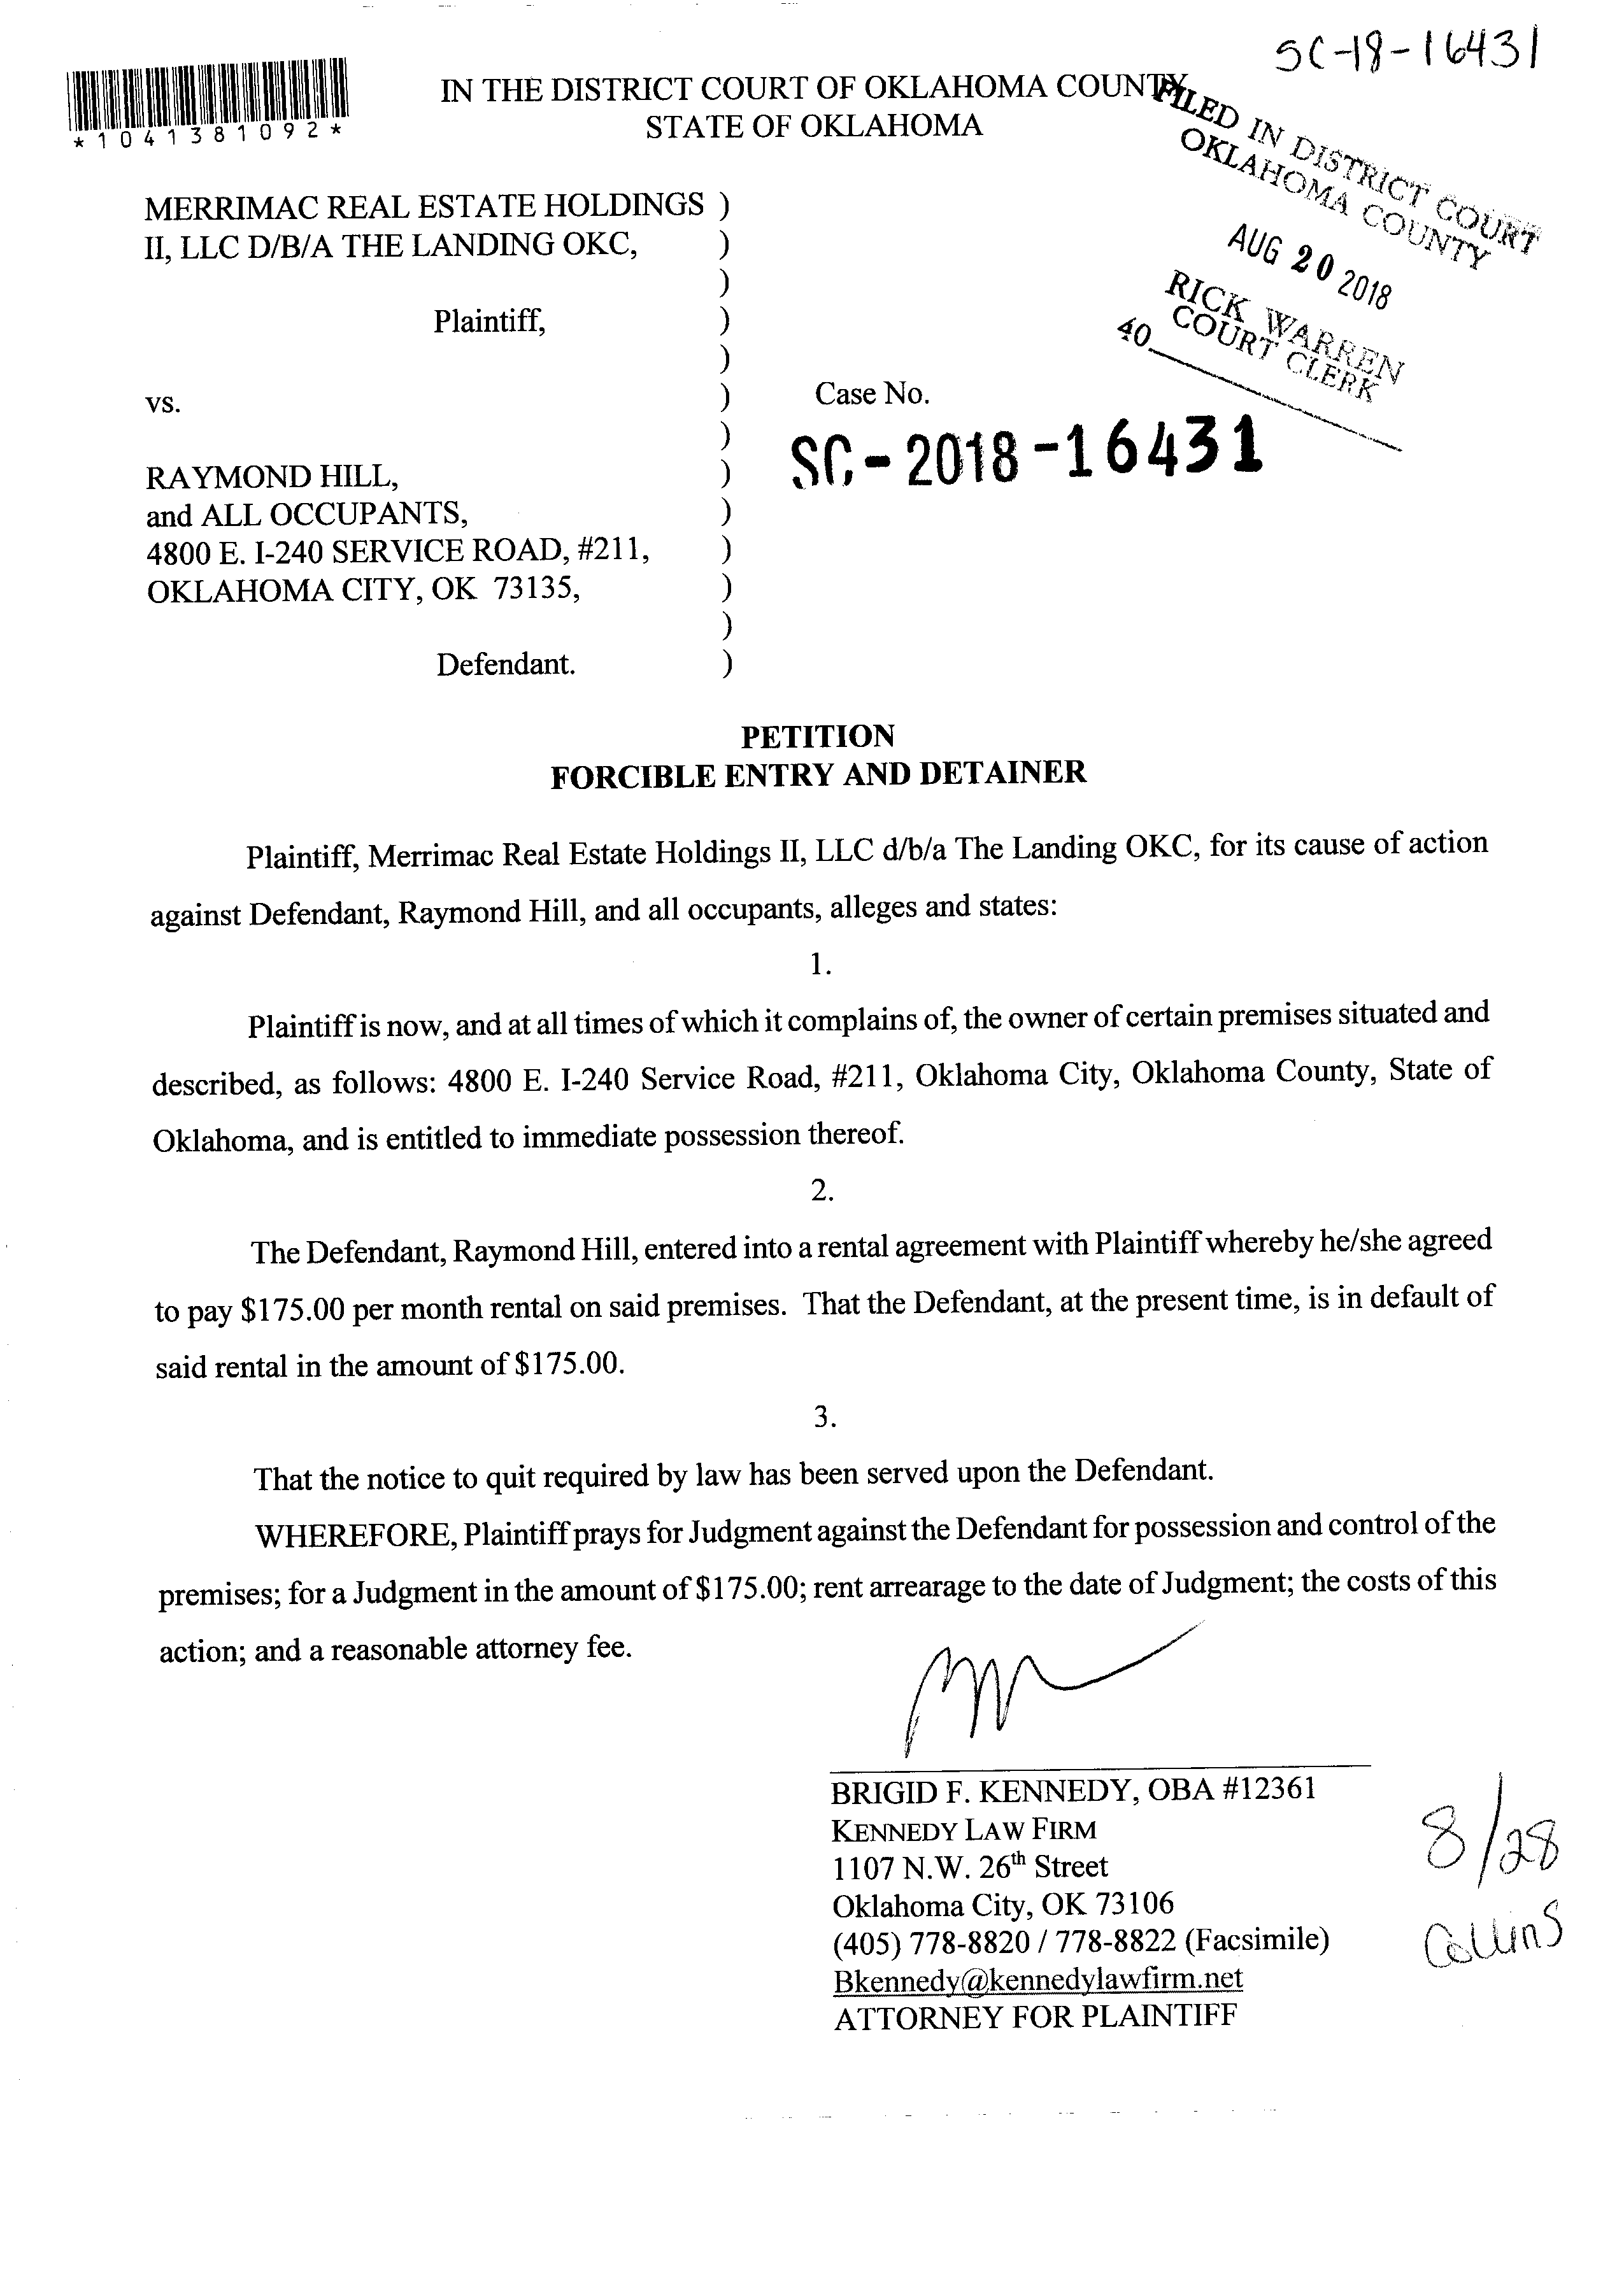 SC-18-16431
*1041381092*
IN THE DISTRICT COURT OF OKLAHOMA COUNTY
STATE OF OKLAHOMA
FILED IN DISTRICT COURT
OKLAHOMA COUNTY
AUG 20 2018
RICK WARREN
COURT CLERK
40
MERRIMAC REAL ESTATE HOLDINGS )
II, LLC D/B/A THE LANDING OKC, )
)
Plaintiff, )
)
vs. )
)
RAYMOND HILL, )
and ALL OCCUPANTS, )
4800 E. I-240 SERVICE ROAD, #211, )
OKLAHOMA CITY, OK 73135, )
)
Defendant. )
Case No.
SC-2018-16431
PETITION
FORCIBLE ENTRY AND DETAINER
Plaintiff, Merrimac Real Estate Holdings II, LLC d/b/a The Landing OKC, for its cause of action
against Defendant, Raymond Hill, and all occupants, alleges and states:
1.
Plaintiff is now, and at all times of which it complains of, the owner of certain premises situated and
described, as follows: 4800 E. I-240 Service Road, #211, Oklahoma City, Oklahoma County, State of
Oklahoma, and is entitled to immediate possession thereof.
2.
The Defendant, Raymond Hill, entered into a rental agreement with Plaintiff whereby he/she agreed
to pay $175.00 per month rental on said premises. That the Defendant, at the present time, is in default of
said rental in the amount of $175.00.
3.
That the notice to quit required by law has been served upon the Defendant.
WHEREFORE, Plaintiff prays for Judgment against the Defendant for possession and control of the
premises; for a Judgment in the amount of $175.00; rent arrearage to the date of Judgment; the costs of this
action; and a reasonable attorney fee.
BRIGID F. KENNEDY, OBA #12361
KENNEDY LAW FIRM
1107 N.W. 26th Street
Oklahoma City, OK 73106
(405) 778-8820 / 778-8822 (Facsimile)
Bkennedy@kennedylawfirm.net
ATTORNEY FOR PLAINTIFF
8/28
Collins